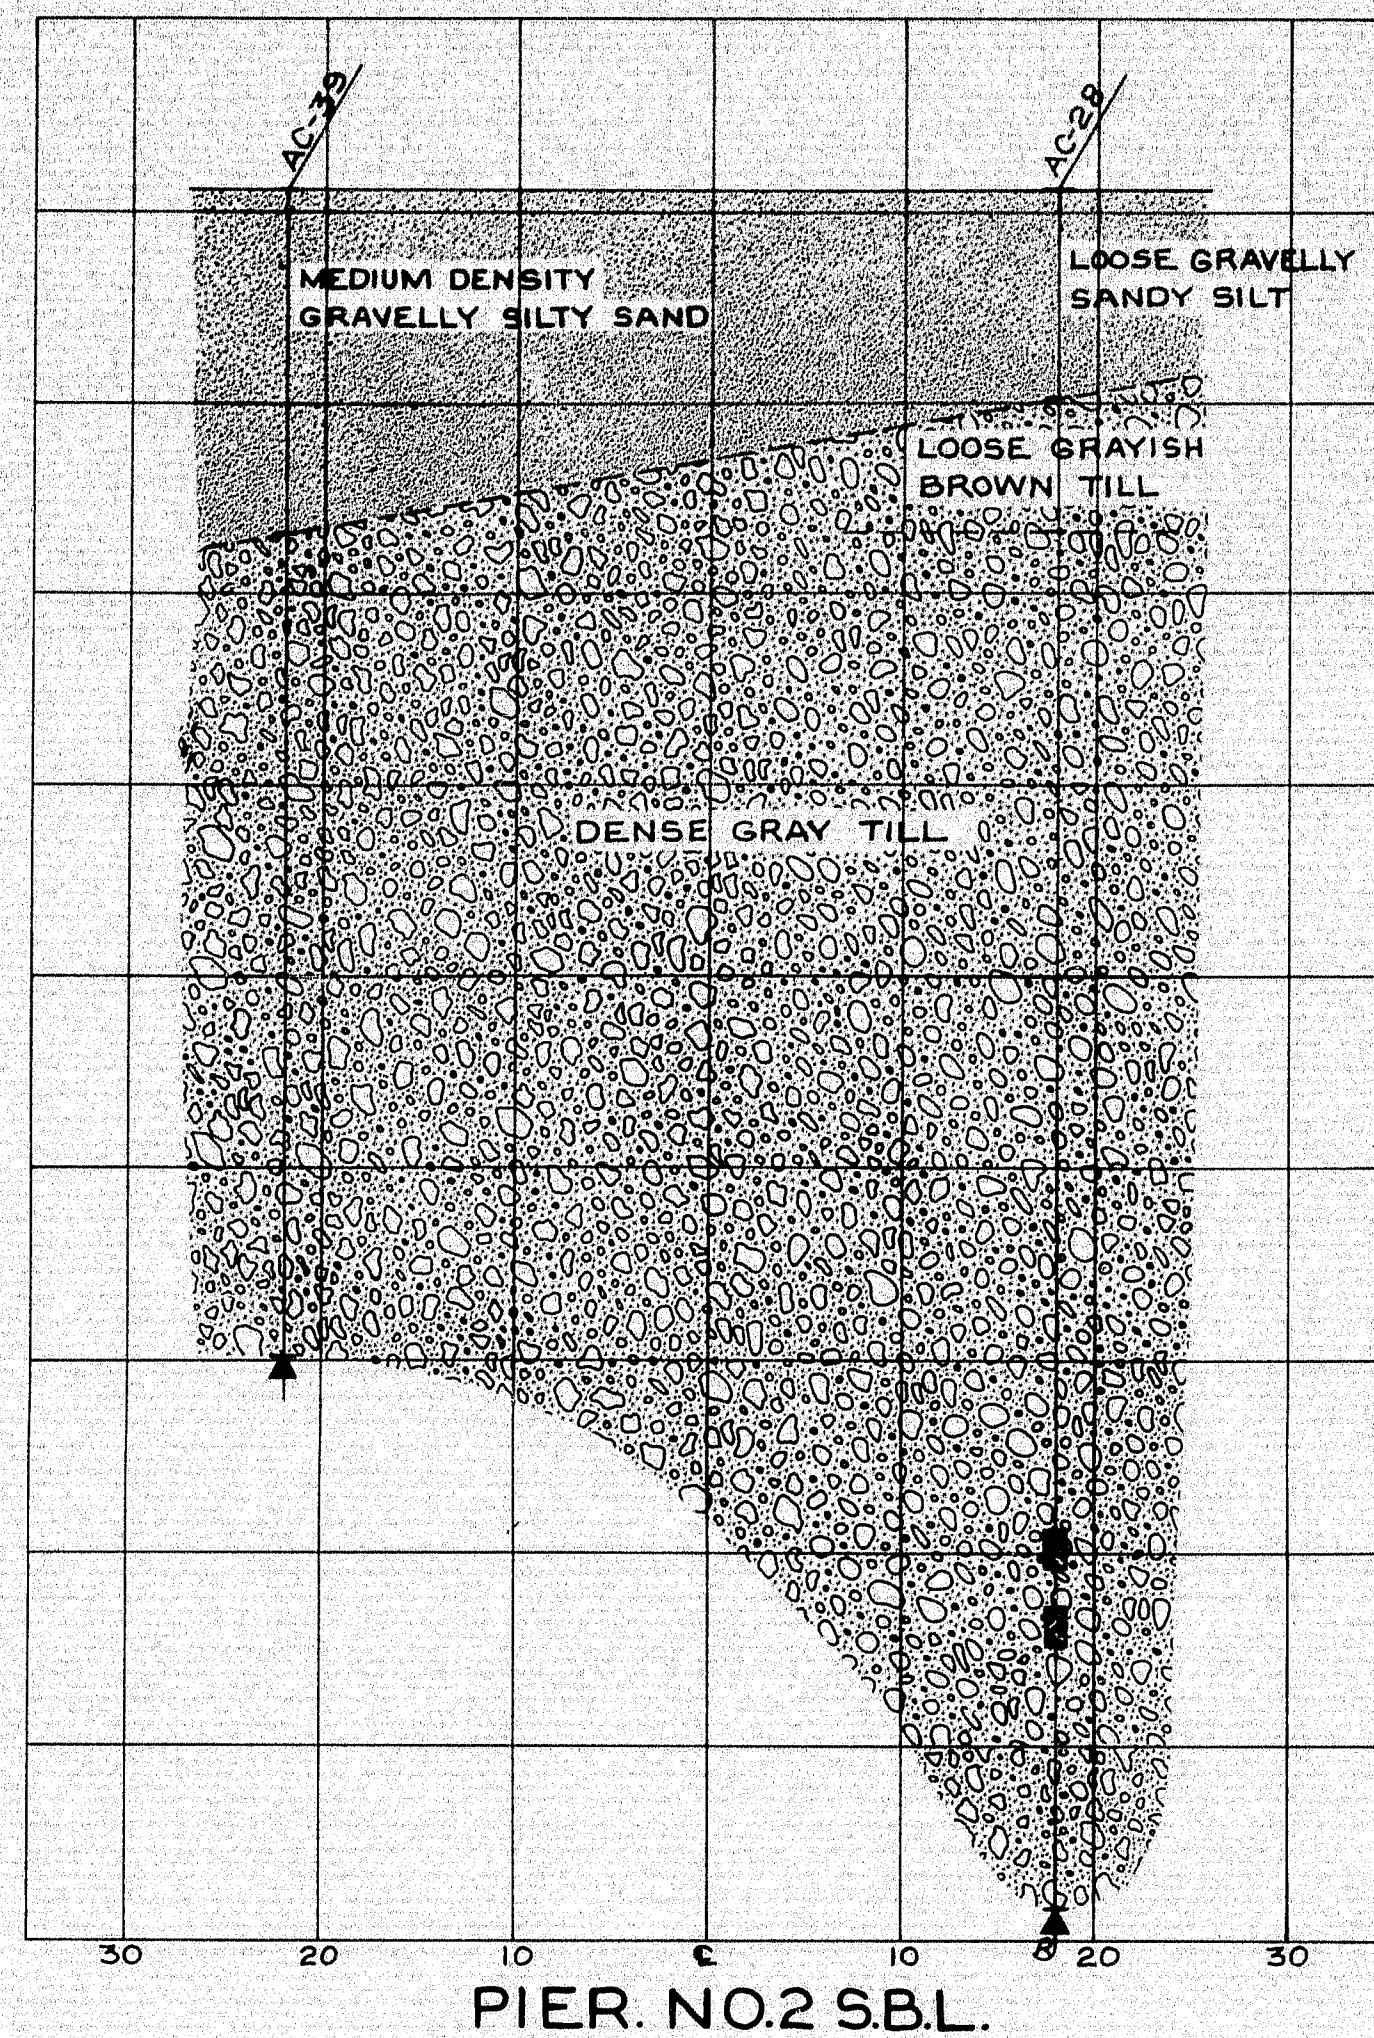 AC-39
AC-28
MEDIUM DENSITY
GRAVELLY SILTY SAND
LOOSE GRAVELLY
SANDY SILT
LOOSE GRAYISH
BROWN TILL
DENSE GRAY TILL
30 20 10 ℄ 10 20 30
PIER. NO.2 S.B.L.